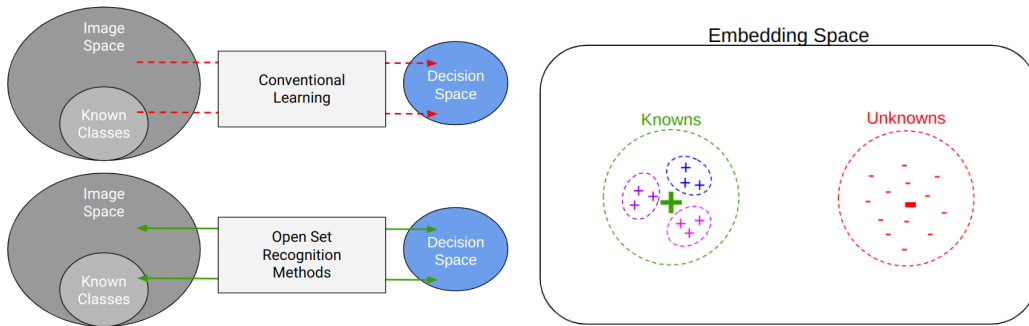 Image
Space
Known
Classes
Conventional
Learning
Decision
Space
Image
Space
Known
Classes
Open Set
Recognition
Methods
Decision
Space
Embedding Space
Knowns
Unknowns